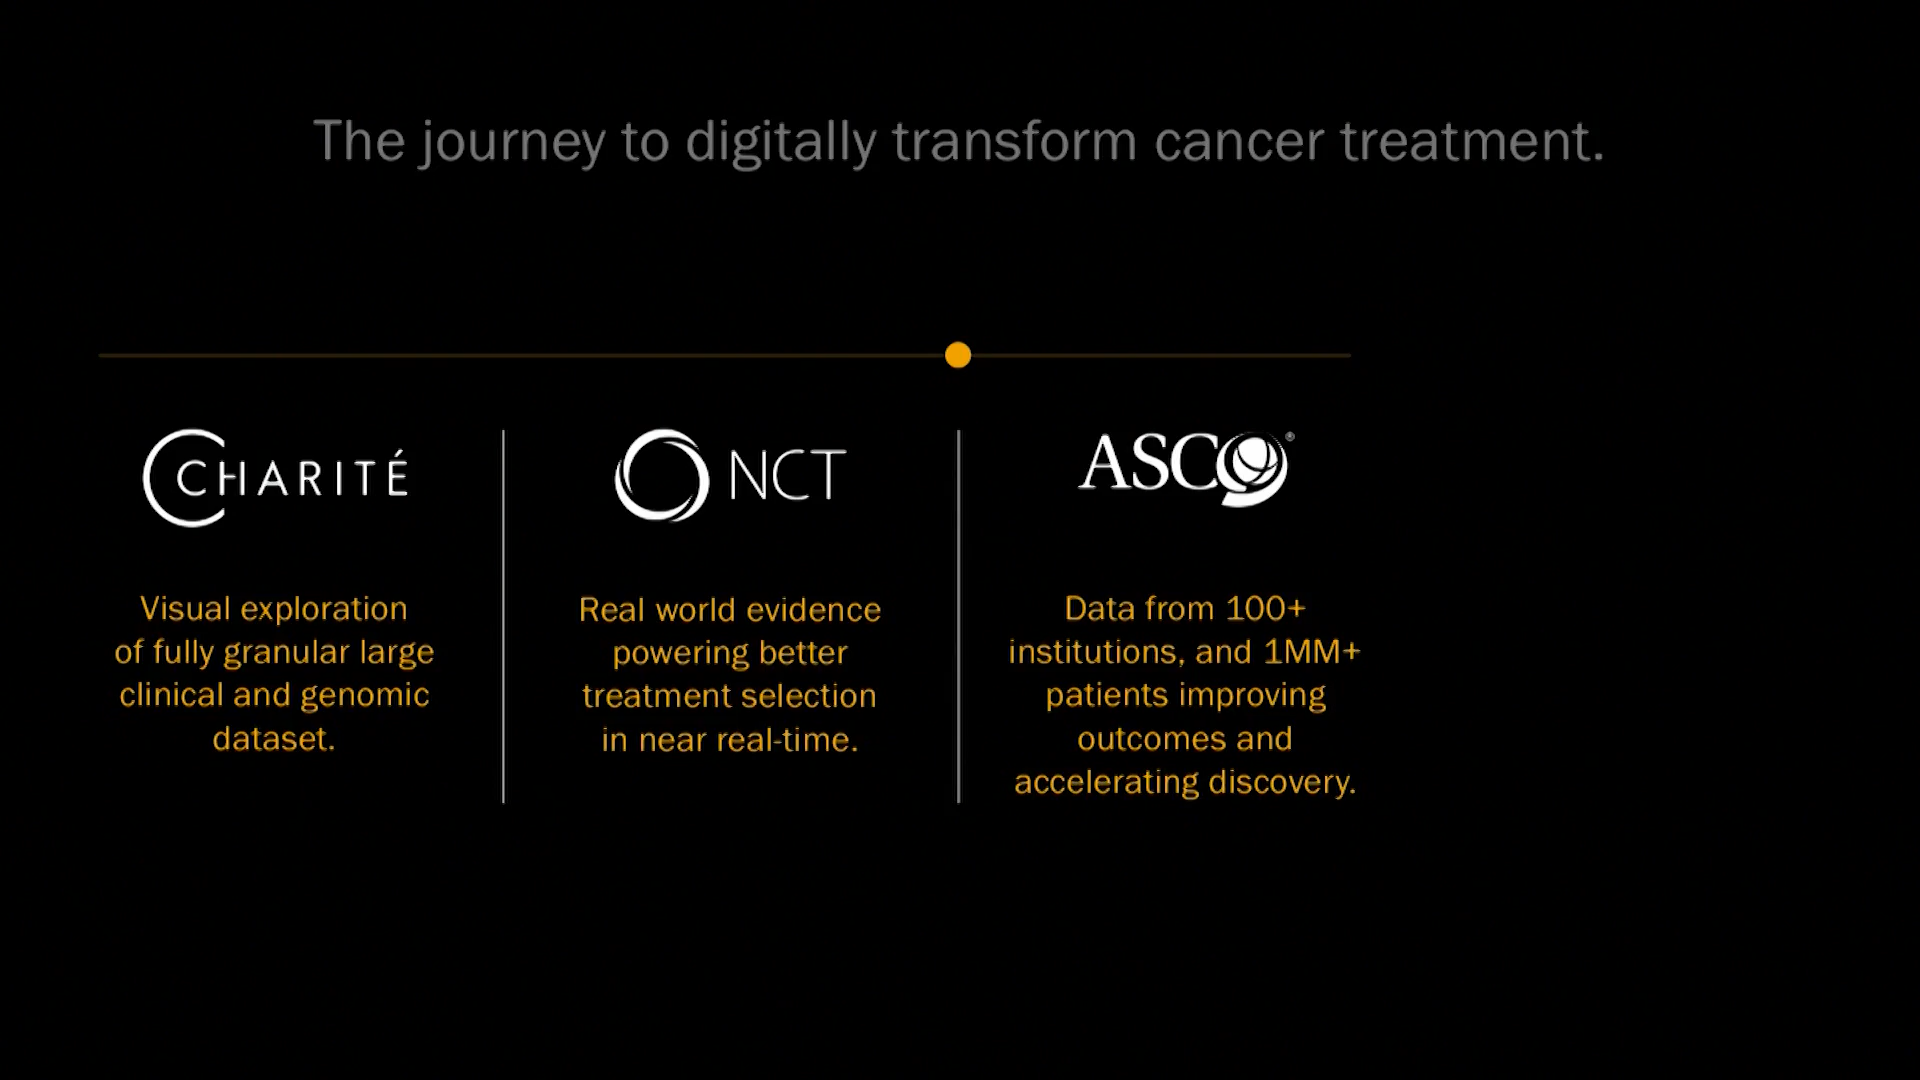 The journey to digitally transform cancer treatment.
CHARITÉ
Visual exploration
of fully granular large
clinical and genomic
dataset.
NCT
Real world evidence
powering better
treatment selection
in near real-time.
ASCO®
Data from 100+
institutions, and 1MM+
patients improving
outcomes and
accelerating discovery.